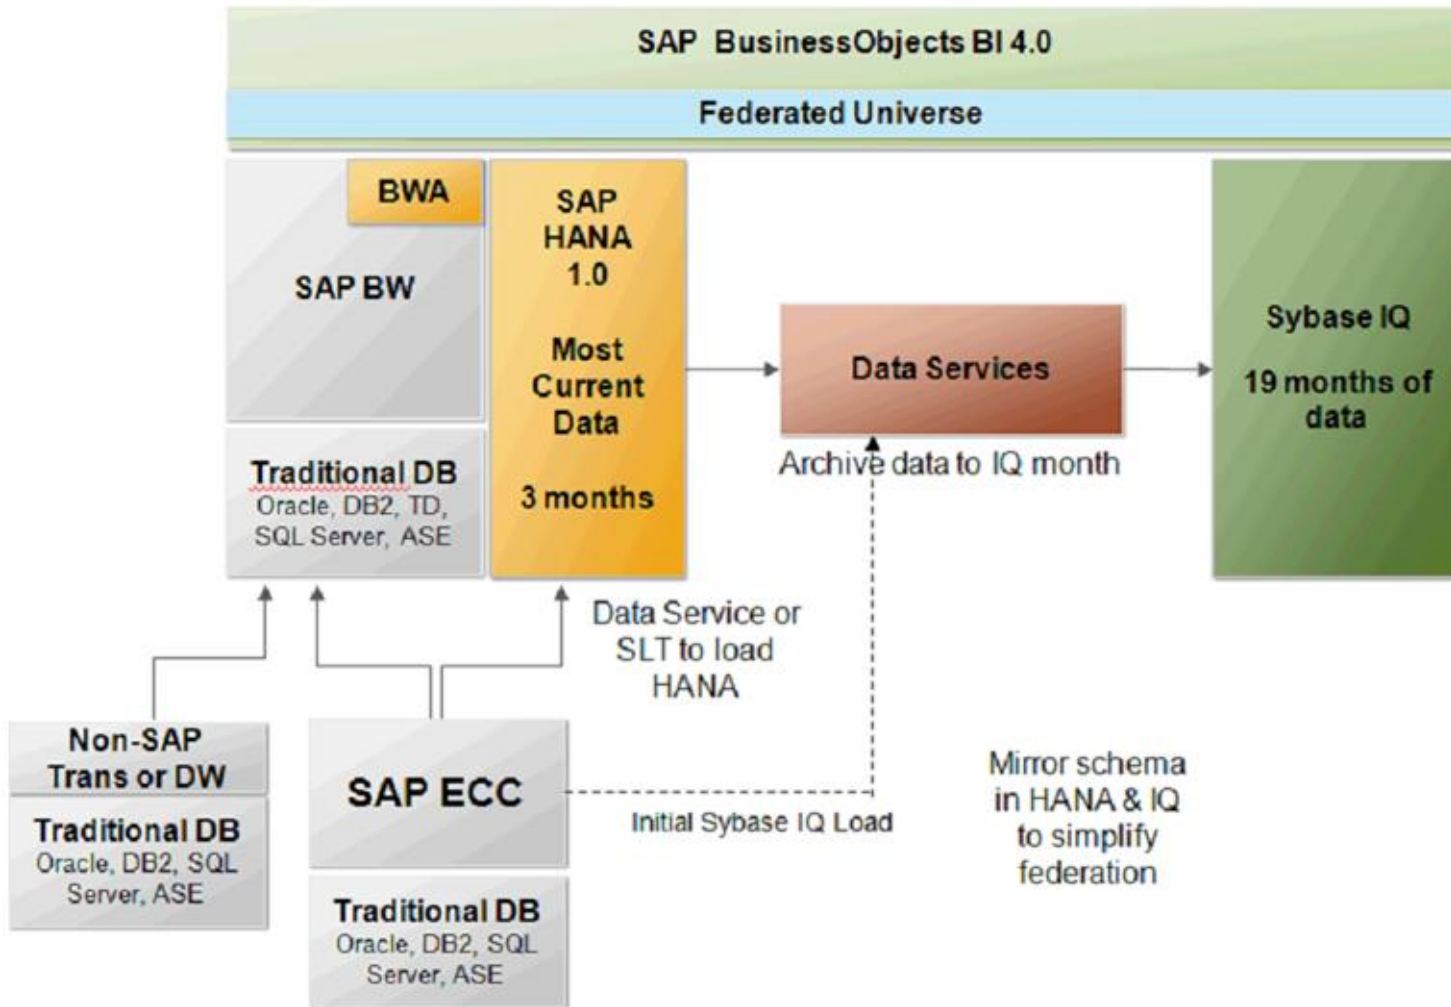 SAP BusinessObjects BI 4.0
Federated Universe
BWA
SAP BW
Traditional DB
Oracle, DB2, TD,
SQL Server, ASE
SAP
HANA
1.0
Most
Current
Data
3 months
Data Services
Archive data to IQ month
Sybase IQ
19 months of
data
Data Service or
SLT to load
HANA
Non-SAP
Trans or DW
Traditional DB
Oracle, DB2, SQL
Server, ASE
SAP ECC
Traditional DB
Oracle, DB2, SQL
Server, ASE
Initial Sybase IQ Load
Mirror schema
in HANA & IQ
to simplify
federation